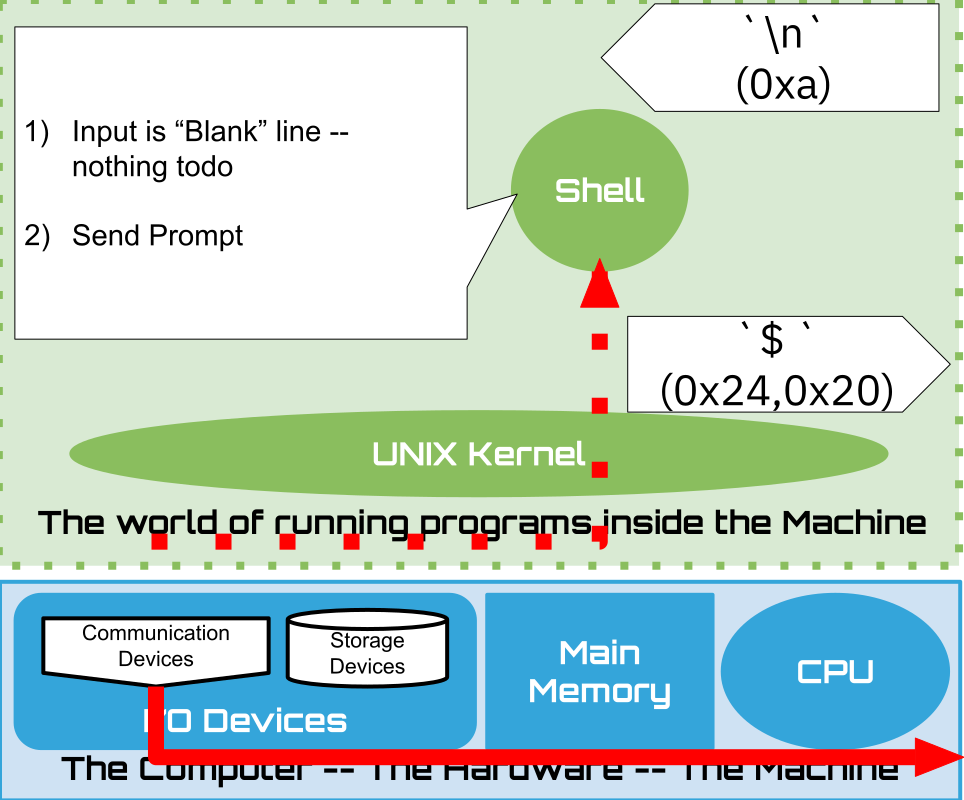 `\n`
(0xa)
1) Input is “Blank” line --
nothing todo
2) Send Prompt
Shell
`$ `
(0x24,0x20)
UNIX Kernel
The world of running programs inside the Machine
Communication
Devices
Storage
Devices
I/O Devices
Main
Memory
CPU
The Computer -- The Hardware -- The Machine